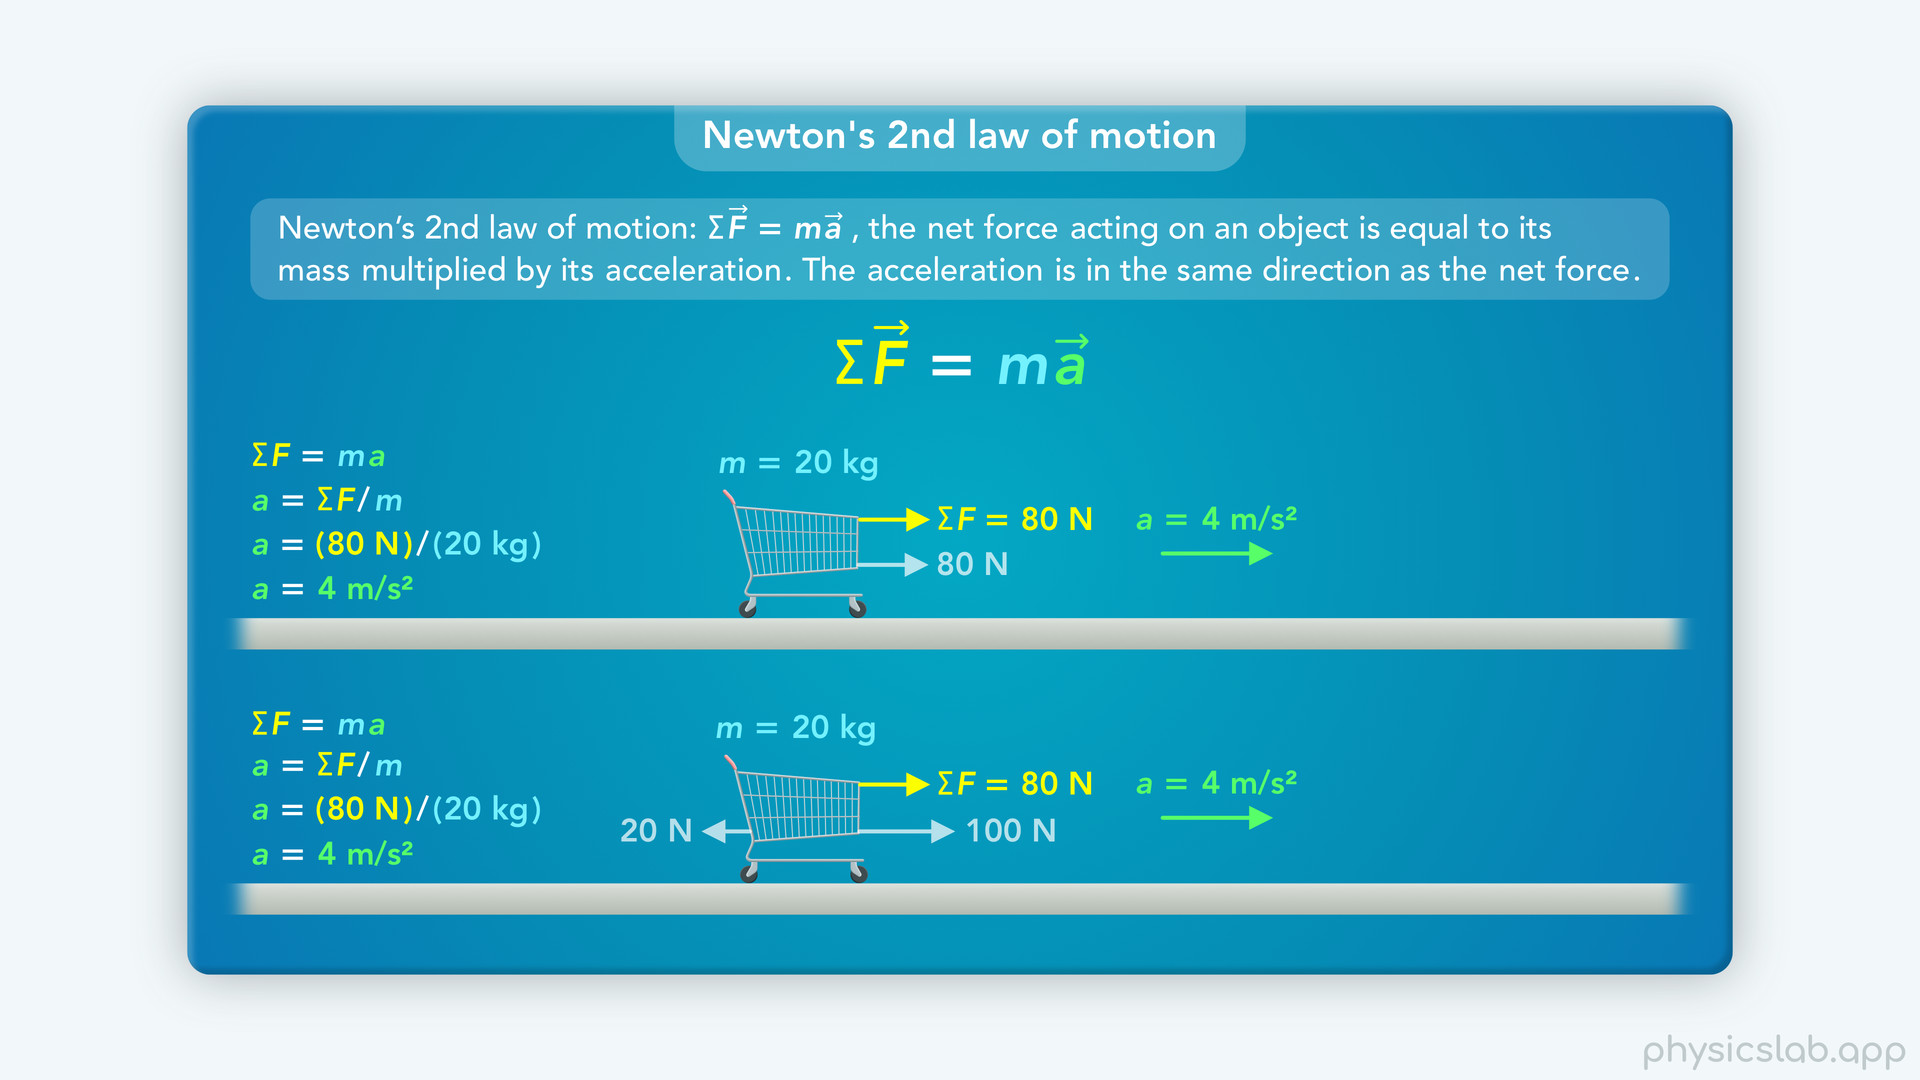 Newton's 2nd law of motion
Newton’s 2nd law of motion: ΣF⃗ = ma⃗ , the net force acting on an object is equal to its
mass multiplied by its acceleration. The acceleration is in the same direction as the net force.
ΣF⃗ = ma⃗
ΣF = ma
a = ΣF/m
a = (80 N)/(20 kg)
a = 4 m/s²
m = 20 kg
ΣF = 80 N
80 N
a = 4 m/s²
ΣF = ma
a = ΣF/m
a = (80 N)/(20 kg)
a = 4 m/s²
m = 20 kg
ΣF = 80 N
20 N
100 N
a = 4 m/s²
physicslab.app